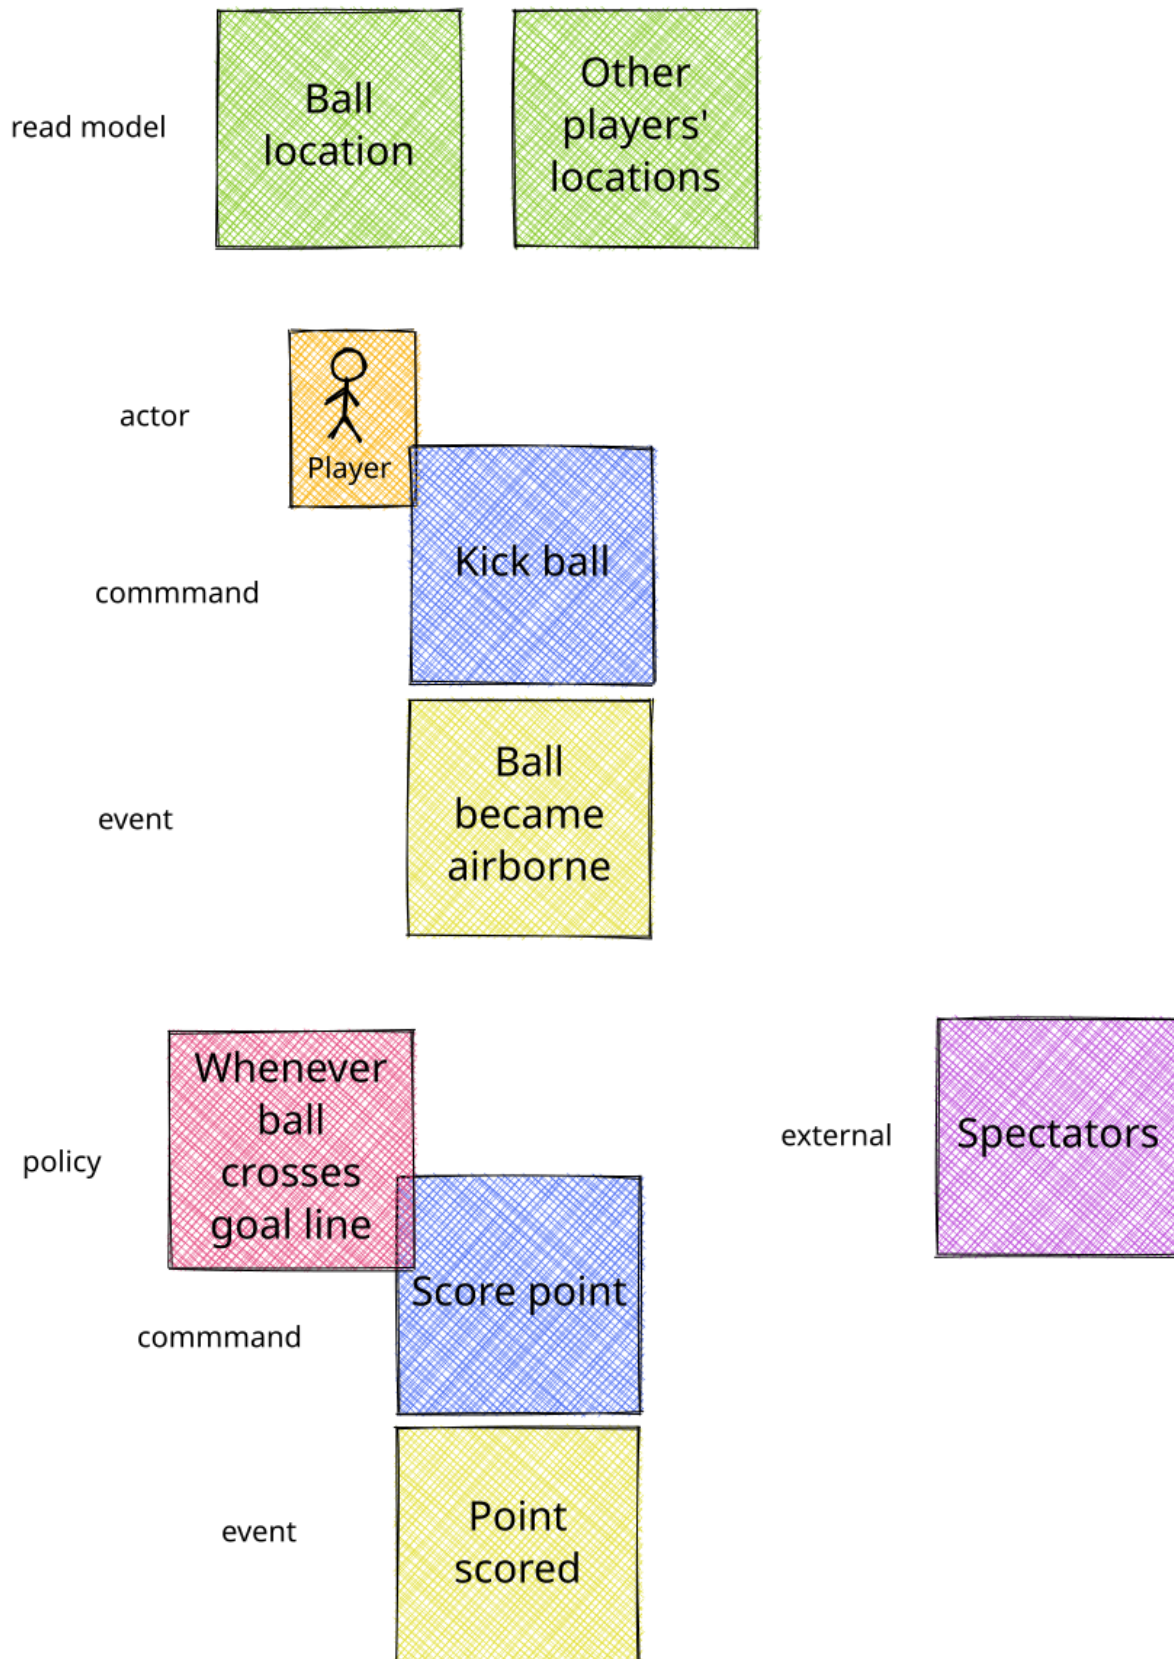 read model
Ball
location
Other
players'
locations
actor
Player
commmand
Kick ball
event
Ball
became
airborne
policy
Whenever
ball
crosses
goal line
external
Spectators
commmand
Score point
event
Point
scored